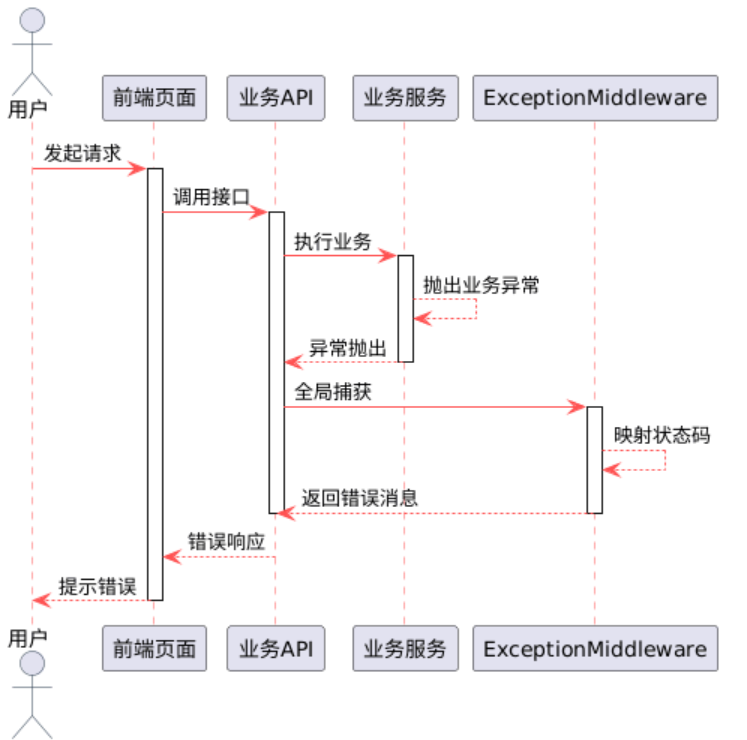 用户
前端页面
业务API
业务服务
ExceptionMiddleware
发起请求
调用接口
执行业务
抛出业务异常
异常抛出
全局捕获
映射状态码
返回错误消息
错误响应
提示错误
用户
前端页面
业务API
业务服务
ExceptionMiddleware